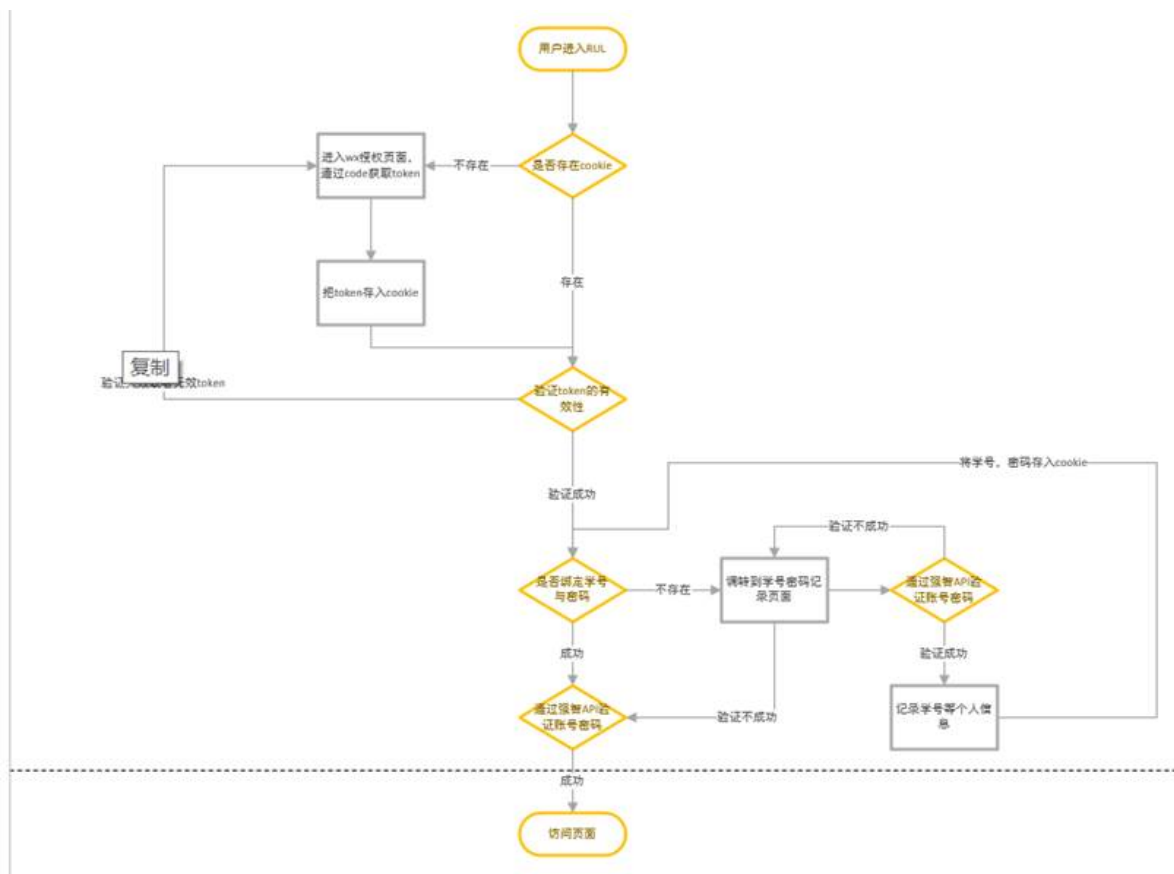 用户进入RUL
是否存在cookie
不存在
进入wx授权页面,
通过code获取token
存在
把token存入cookie
复制
效token
验证token的有
效性
将学号、密码存入cookie
验证成功
验证不成功
是否绑定学号
与密码
不存在
调转到学号密码记
录页面
通过强智API验
证账号密码
成功
验证成功
通过强智API验
证账号密码
验证不成功
记录学号等个人信
息
成功
访问页面